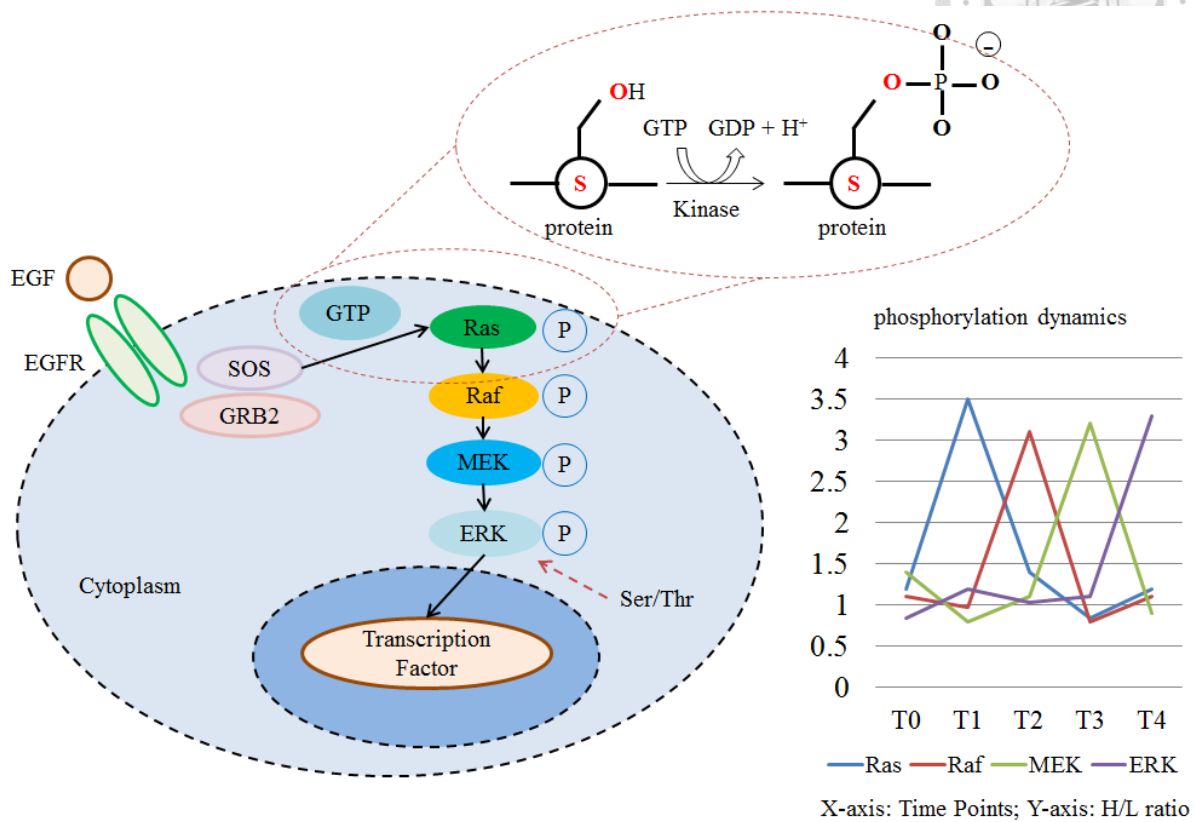 O
−
OH
O
P
O
O
GTP
GDP + H+
S
S
Kinase
protein
protein
EGF
EGFR
GTP
Ras
P
SOS
GRB2
Raf
P
MEK
P
ERK
P
Cytoplasm
Ser/Thr
Transcription
Factor
phosphorylation dynamics
4
3.5
3
2.5
2
1.5
1
0.5
0
T0 T1 T2 T3 T4
Ras Raf MEK ERK
X-axis: Time Points; Y-axis: H/L ratio